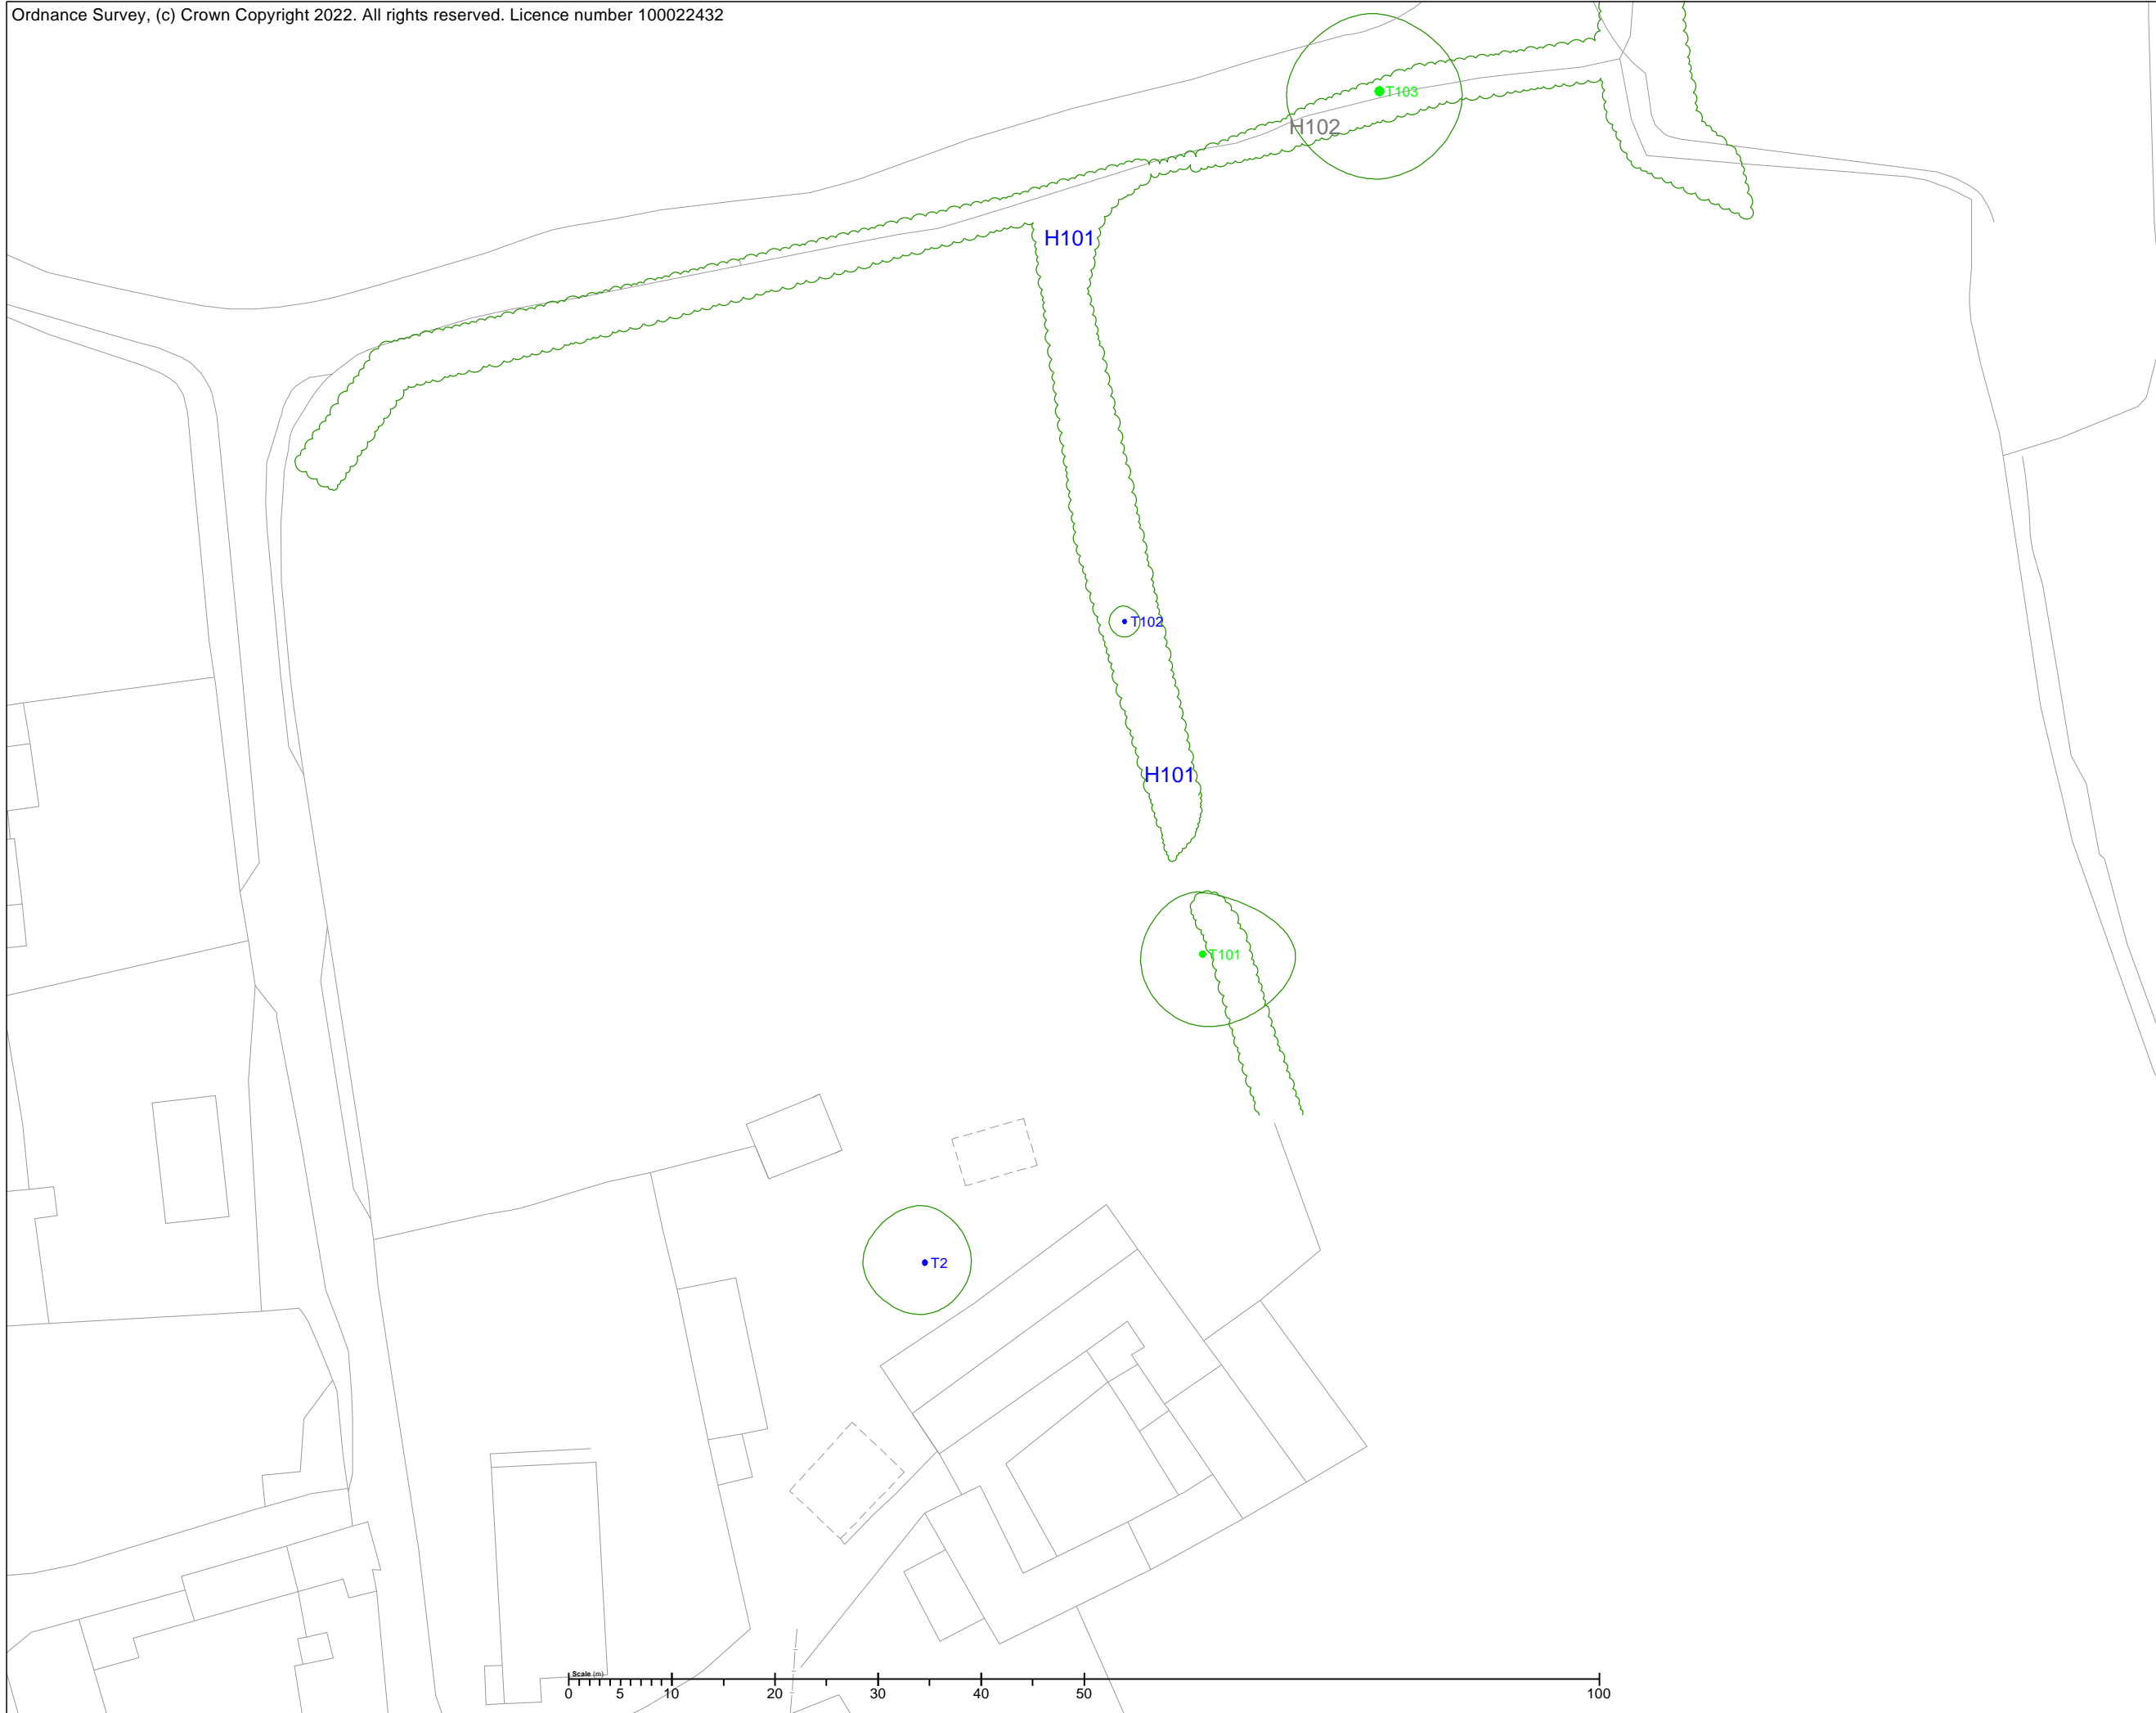 Ordnance Survey, (c) Crown Copyright 2022. All rights reserved. Licence number 100022432
T103
H102
H101
T102
H101
T101
T2
Scale (m)
0 5 10 20 30 40 50 100